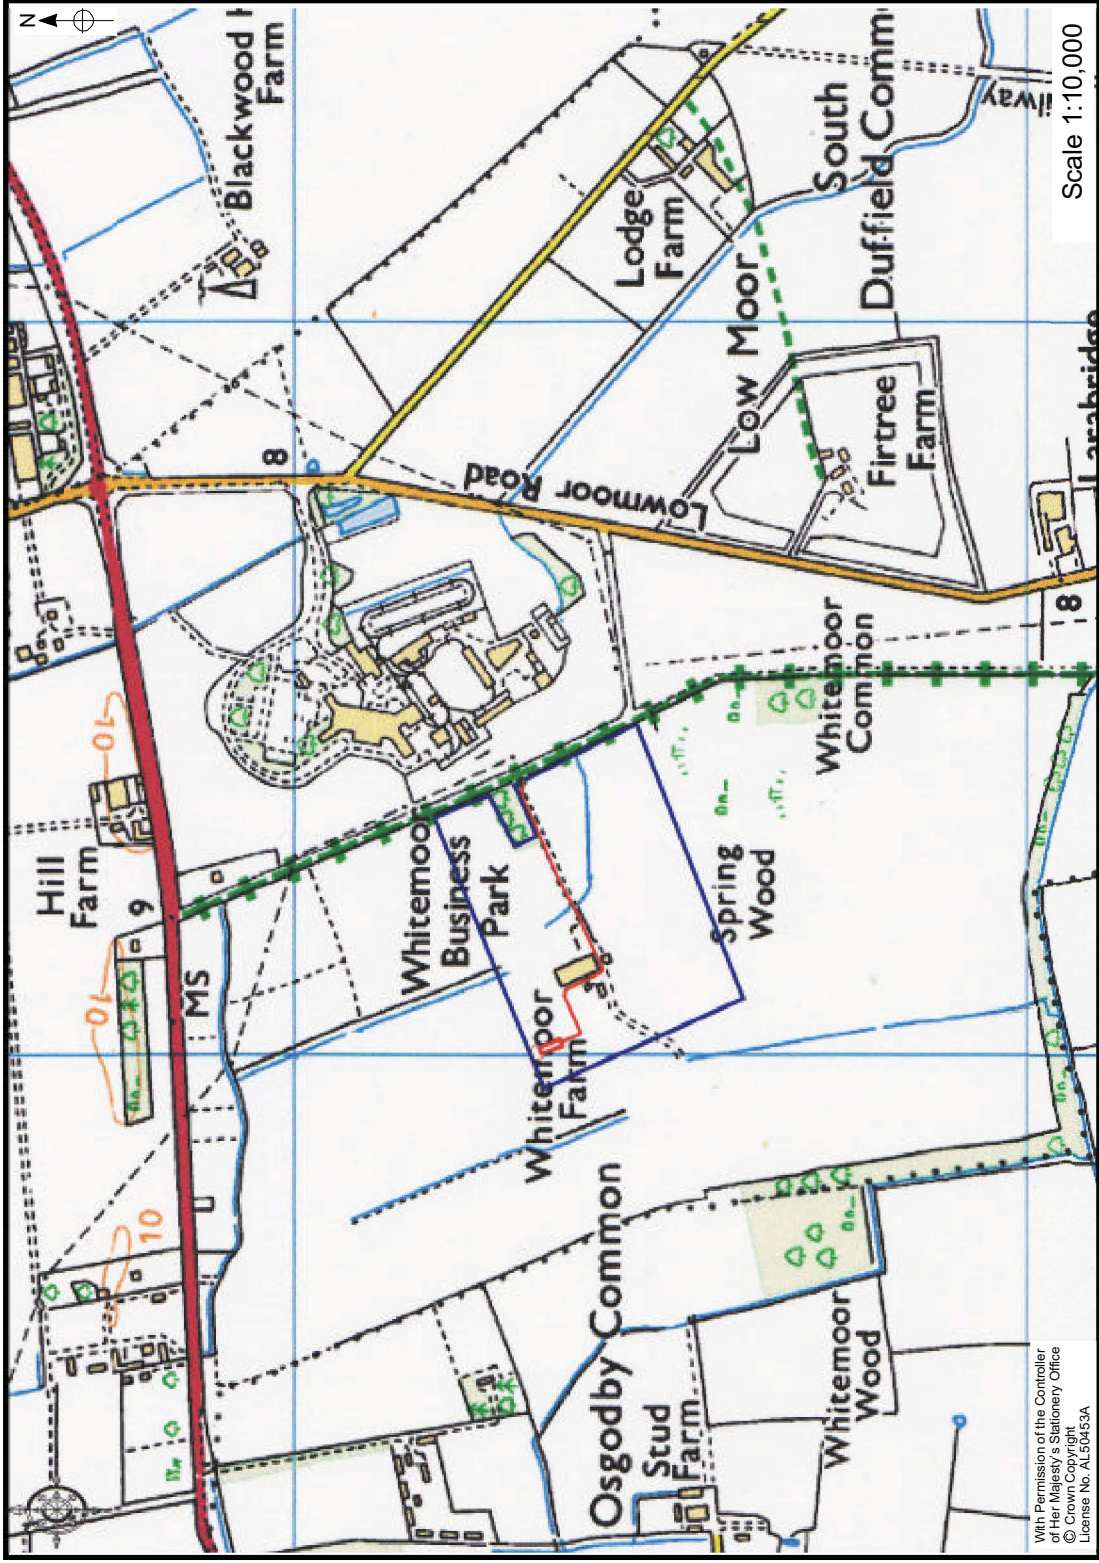 N
Scale 1:10,000
Blackwood
Farm
Hill
Farm
10
9
10
MS
10
8
Lowmoor Road
Lodge
Farm
Low Moor
South
Duffield Comm
ilway
Firtree
Farm
8
Whitemoor
Common
Whitemoor
Business
Park
Spring
Wood
Whitemoor
Farm
Osgodby Common
Stud
Farm
Whitemoor
Wood
With Permission of the Controller
of Her Majesty's Stationery Office
© Crown Copyright
License No. AL50453A